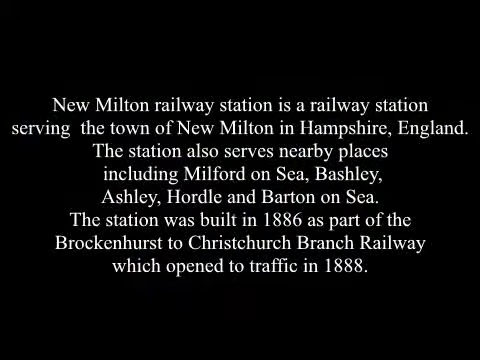 New Milton railway station is a railway station
serving  the town of New Milton in Hampshire, England.
The station also serves nearby places
including Milford on Sea, Bashley,
Ashley, Hordle and Barton on Sea.
The station was built in 1886 as part of the
Brockenhurst to Christchurch Branch Railway
which opened to traffic in 1888.